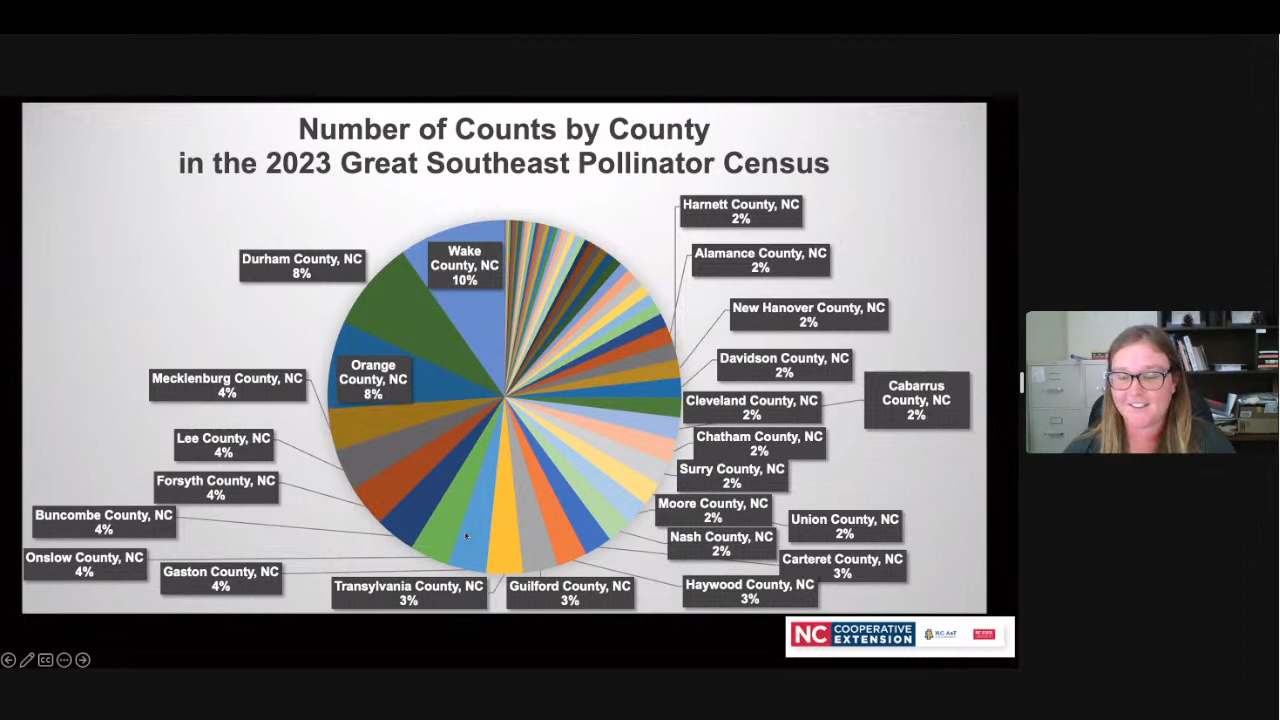 Number of Counts by County
in the 2023 Great Southeast Pollinator Census
Harnett County, NC
2%
Alamance County, NC
2%
New Hanover County, NC
2%
Davidson County, NC
2%
Cabarrus
County, NC
2%
Cleveland County, NC
2%
Chatham County, NC
2%
Surry County, NC
2%
Moore County, NC
2%
Union County, NC
2%
Nash County, NC
2%
Carteret County, NC
3%
Haywood County, NC
3%
Guilford County, NC
3%
Transylvania County, NC
3%
Gaston County, NC
4%
Onslow County, NC
4%
Buncombe County, NC
4%
Forsyth County, NC
4%
Lee County, NC
4%
Mecklenburg County, NC
4%
Orange
County, NC
8%
Durham County, NC
8%
Wake
County, NC
10%
NC COOPERATIVE
EXTENSION
N.C. A&T
NC STATE
CC